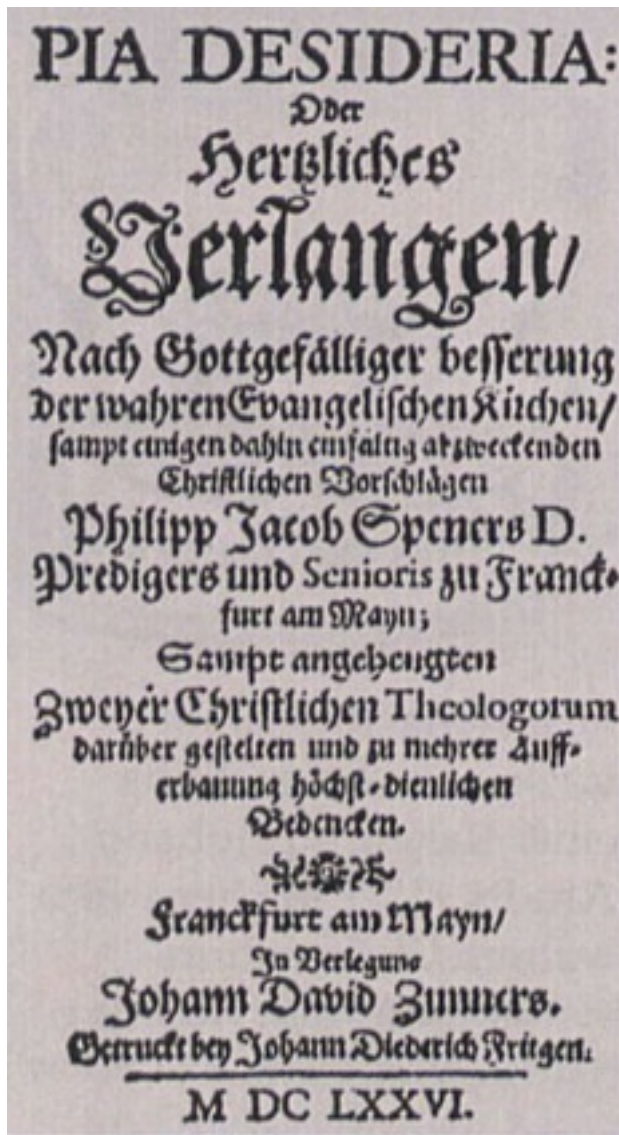 PIA DESIDERIA:
Oder
Hertzliches
Verlangen/
Nach Gottgefälliger besserung
der wahren Evangelischen Kirchen/
sampt einigen dahin einfältig abzweckenden
Christlichen Vorschlägen
Philipp Jacob Speners D.
Predigers und Senioris zu Franck-
furt am Mayn;
Sampt angehengten
Zweyer Christlichen Theologorum
darüber gestelten und zu mehrer Auff-
erbauung höchst-dienlichen
Bedencken.
Franckfurt am Mayn/
In Verlegung
Johann David Zunners.
Getruckt bey Johann Diederich Fritgen.
M DC LXXVI.